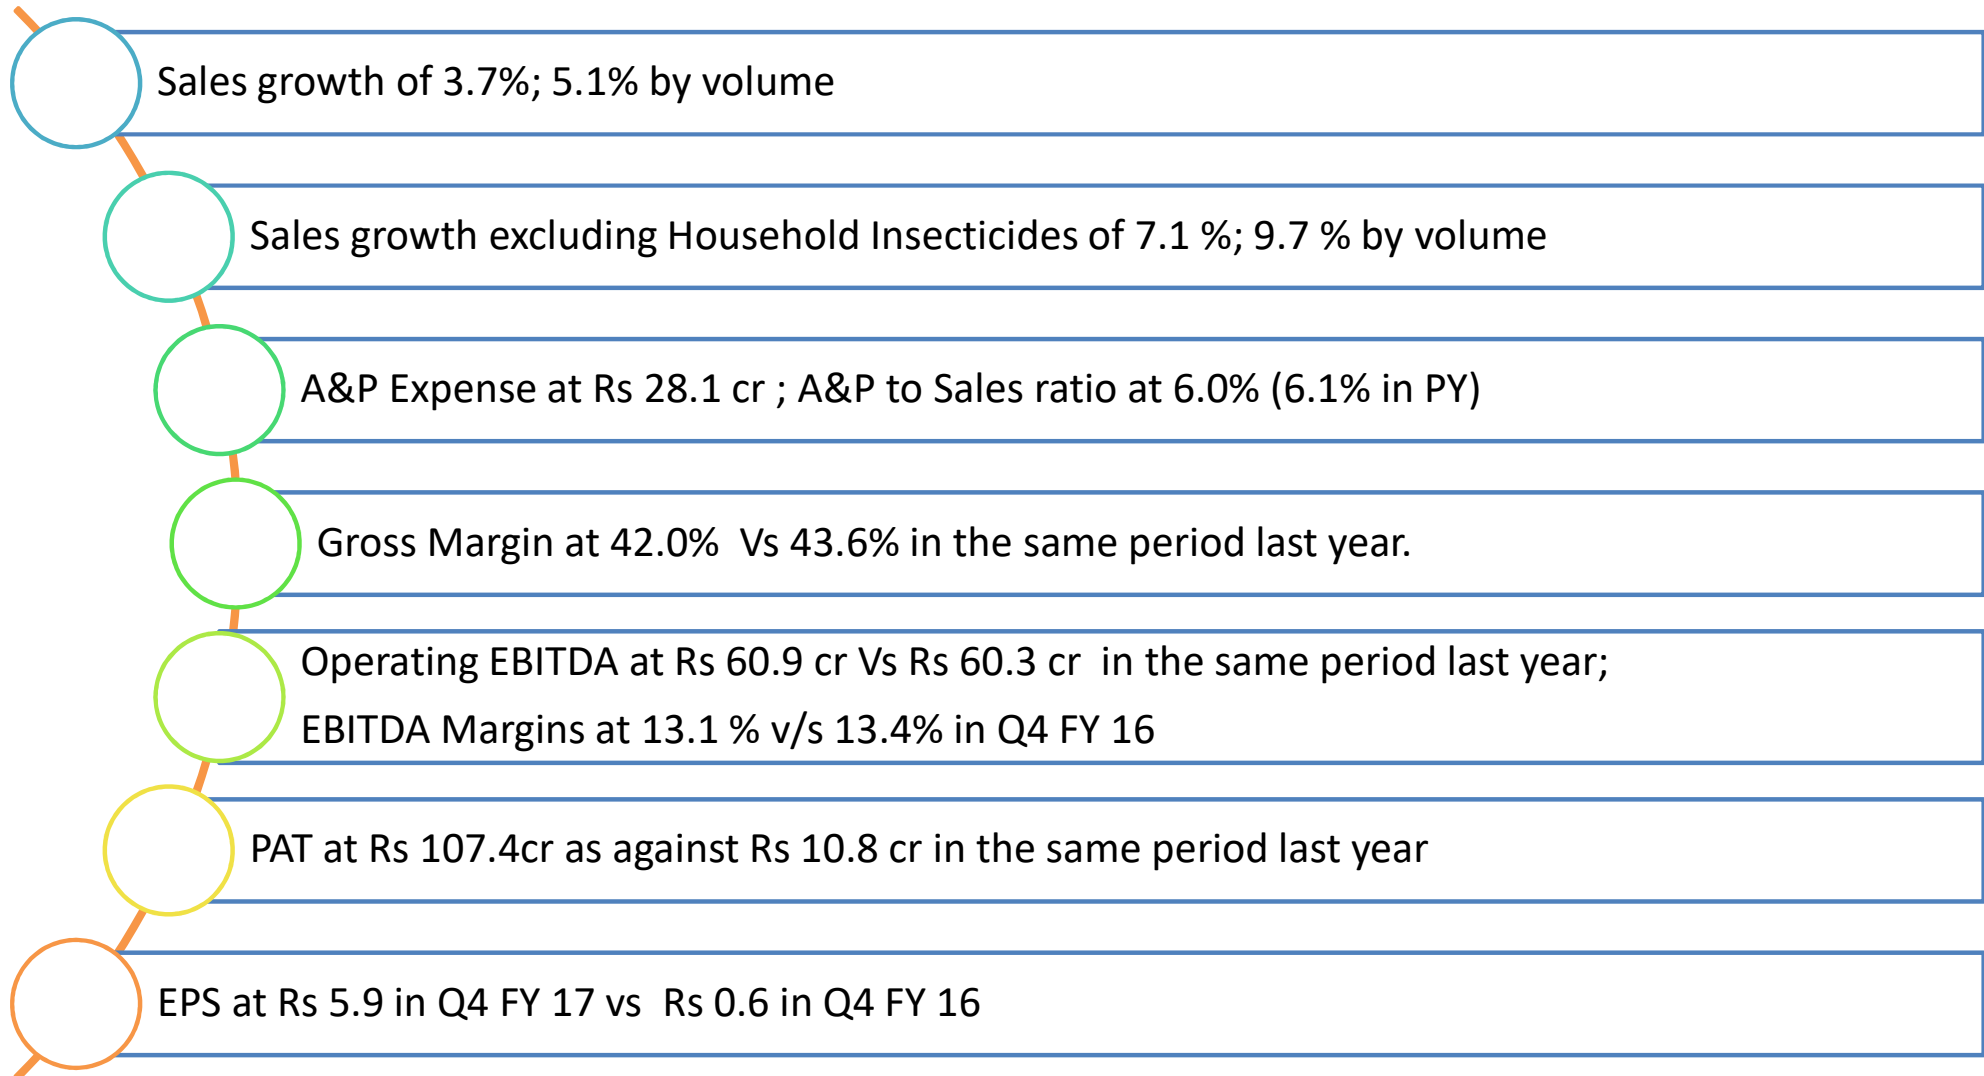 Sales growth of 3.7%; 5.1% by volume
Sales growth excluding Household Insecticides of 7.1 %; 9.7 % by volume
A&P Expense at Rs 28.1 cr ; A&P to Sales ratio at 6.0% (6.1% in PY)
Gross Margin at 42.0%  Vs 43.6% in the same period last year.
Operating EBITDA at Rs 60.9 cr Vs Rs 60.3 cr  in the same period last year;
EBITDA Margins at 13.1 % v/s 13.4% in Q4 FY 16
PAT at Rs 107.4cr as against Rs 10.8 cr in the same period last year
EPS at Rs 5.9 in Q4 FY 17 vs  Rs 0.6 in Q4 FY 16